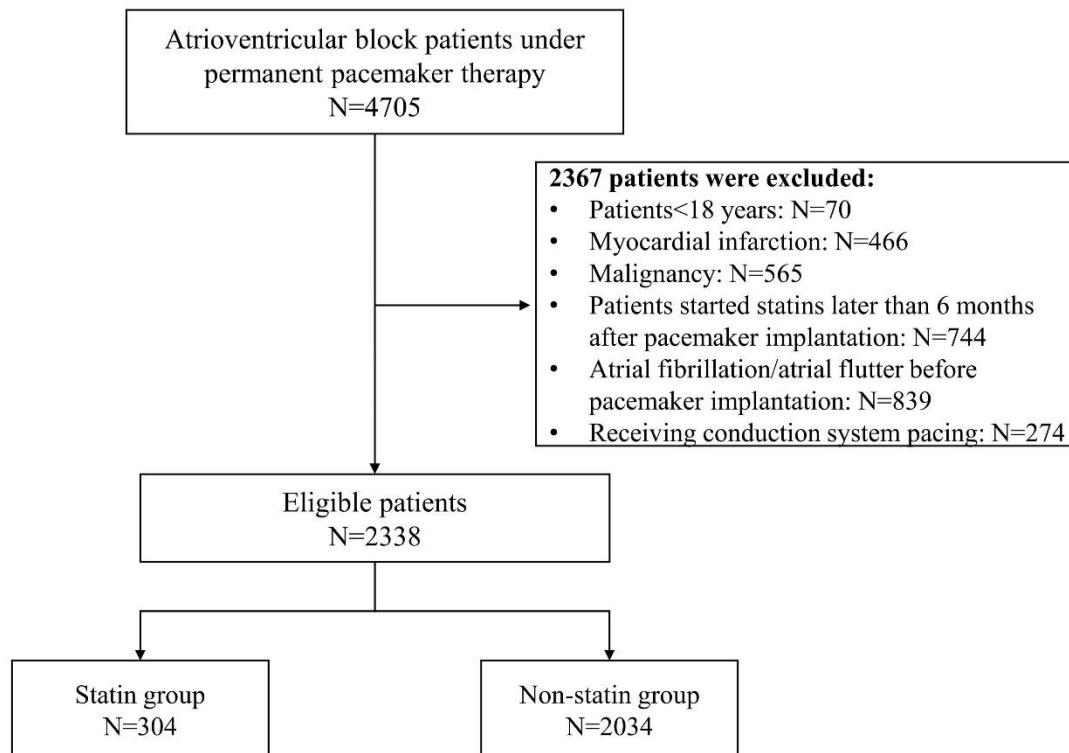 Atrioventricular block patients under
permanent pacemaker therapy
N=4705
2367 patients were excluded:
• Patients<18 years: N=70
• Myocardial infarction: N=466
• Malignancy: N=565
• Patients started statins later than 6 months
after pacemaker implantation: N=744
• Atrial fibrillation/atrial flutter before
pacemaker implantation: N=839
• Receiving conduction system pacing: N=274
Eligible patients
N=2338
Statin group
N=304
Non-statin group
N=2034